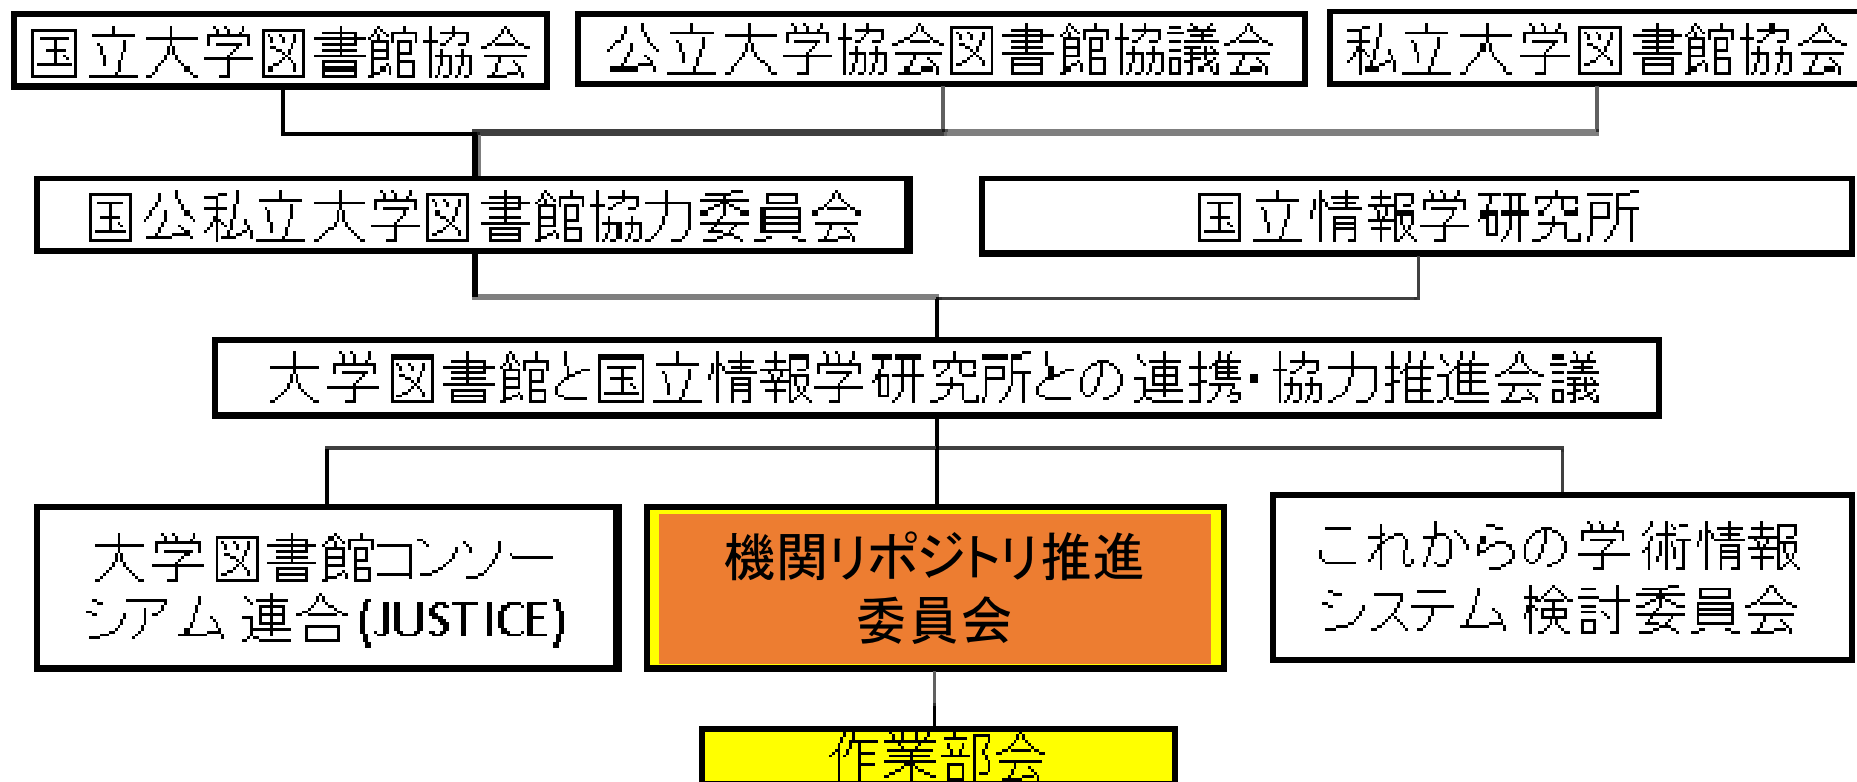 国立大学図書館協会
公立大学協会図書館協議会
私立大学図書館協会
国公私立大学図書館協力委員会
国立情報学研究所
大学図書館と国立情報学研究所との連携・協力推進会議
大学図書館コンソー
シアム連合(JUSTICE)
機関リポジトリ推進
委員会
これからの学術情報
システム検討委員会
作業部会